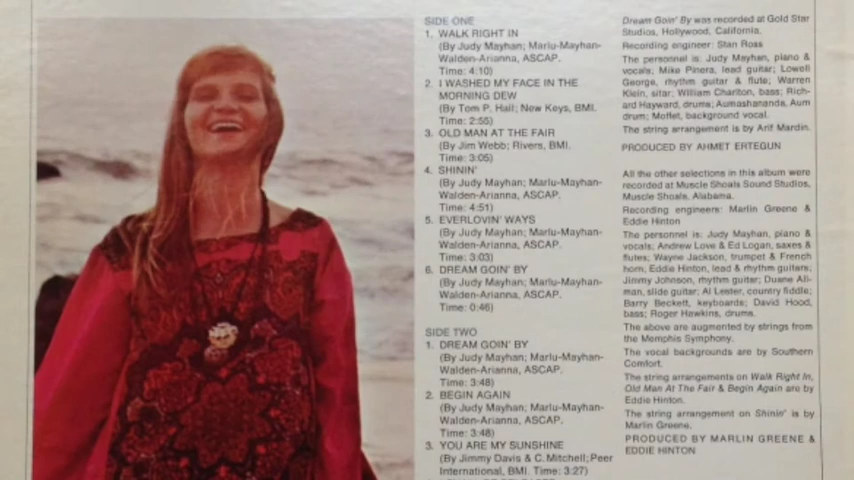 SIDE ONE
1. WALK RIGHT IN
(By Judy Mayhan; Marlu-Mayhan-
Walden-Arianna, ASCAP.
Time: 4:10)
2. I WASHED MY FACE IN THE
MORNING DEW
(By Tom P. Hall; New Keys, BMI.
Time: 2:55)
3. OLD MAN AT THE FAIR
(By Jim Webb; Rivers, BMI.
Time: 3:05)
4. SHININ'
(By Judy Mayhan; Marlu-Mayhan-
Walden-Arianna, ASCAP.
Time: 4:51)
5. EVERLOVIN' WAYS
(By Judy Mayhan; Marlu-Mayhan-
Walden-Arianna, ASCAP.
Time: 3:03)
6. DREAM GOIN' BY
(By Judy Mayhan; Marlu-Mayhan-
Walden-Arianna, ASCAP.
Time: 0:46)
SIDE TWO
1. DREAM GOIN' BY
(By Judy Mayhan; Marlu-Mayhan-
Walden-Arianna, ASCAP.
Time: 3:48)
2. BEGIN AGAIN
(By Judy Mayhan; Marlu-Mayhan-
Walden-Arianna, ASCAP.
Time: 3:48)
3. YOU ARE MY SUNSHINE
(By Jimmy Davis & C. Mitchell; Peer
International, BMI. Time: 3:27)
Dream Goin' By was recorded at Gold Star
Studios, Hollywood, California.
Recording engineer: Stan Ross
The personnel is: Judy Mayhan, piano &
vocals; Mike Pinera, lead guitar; Lowell
George, rhythm guitar & flute; Warren
Klein, sitar; William Charlton, bass; Rich-
ard Hayward, drums; Aumashananda, Aum
drum; Moffet, background vocal.
The string arrangement is by Arif Mardin.
PRODUCED BY AHMET ERTEGUN
All the other selections in this album were
recorded at Muscle Shoals Sound Studios,
Muscle Shoals, Alabama.
Recording engineers: Marlin Greene &
Eddie Hinton
The personnel is: Judy Mayhan, piano &
vocals; Andrew Love & Ed Logan, saxes &
flutes; Wayne Jackson, trumpet & French
horn; Eddie Hinton, lead & rhythm guitars;
Jimmy Johnson, rhythm guitar; Duane All-
man, slide guitar; Al Lester, country fiddle;
Barry Beckett, keyboards; David Hood,
bass; Roger Hawkins, drums.
The above are augmented by strings from
the Memphis Symphony.
The vocal backgrounds are by Southern
Comfort.
The string arrangements on Walk Right In,
Old Man At The Fair & Begin Again are by
Eddie Hinton.
The string arrangement on Shinin' is by
Marlin Greene.
PRODUCED BY MARLIN GREENE &
EDDIE HINTON